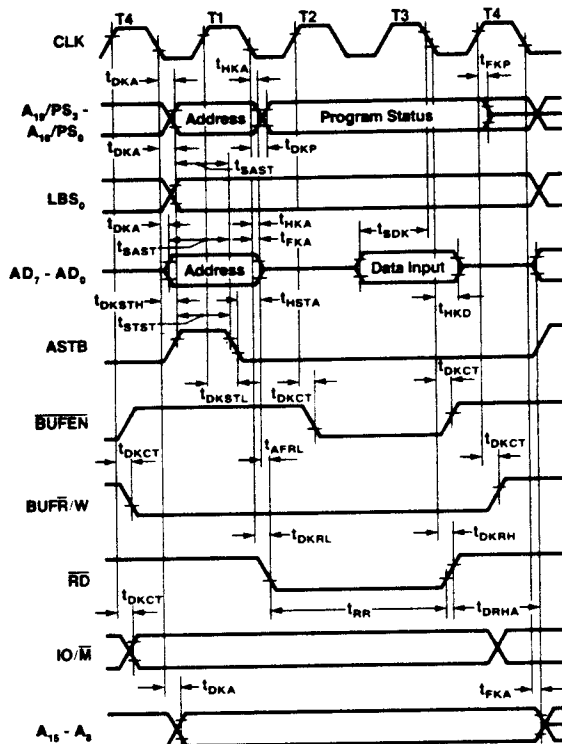 T4 T1 T2 T3 T4
CLK
tDKA tHKA tFKP
A19/PS3 -
A16/PS0
Address Program Status
tDKA tDKP
tSAST
LBS0
tDKA tHKA
tSAST tFKA tSDK
AD7 - AD0
Address Data Input
tDKSTH tHSTA tHKD
tSTST
ASTB
tDKSTL tDKCT tDKCT
BUFEN
tDKCT tAFRL tDKCT
BUFR/W
tDKRL tDKRH
RD
tDKCT tRR tDRHA
IO/M
tDKA tFKA
A15 - A8